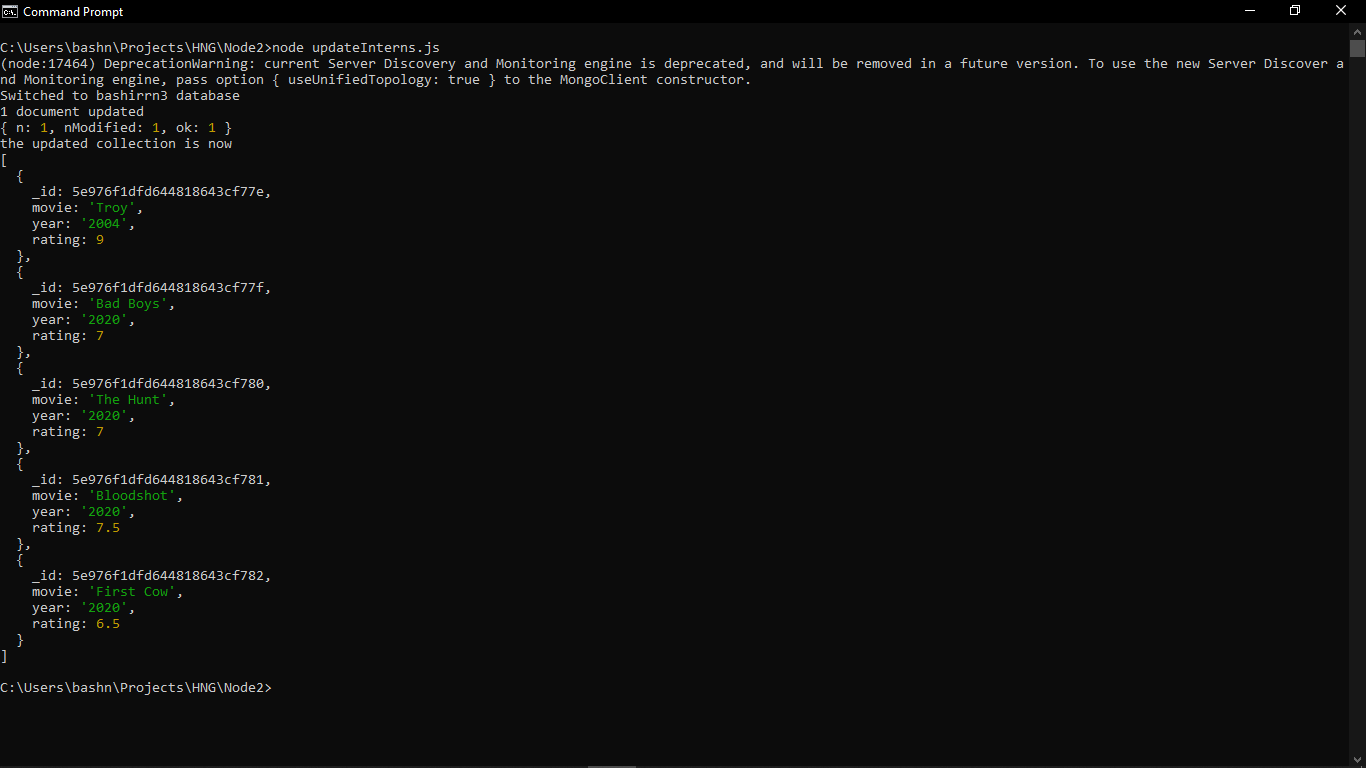 Command Prompt
C:\Users\bashn\Projects\HNG\Node2>node updateInterns.js
(node:17464) DeprecationWarning: current Server Discovery and Monitoring engine is deprecated, and will be removed in a future version. To use the new Server Discover a
nd Monitoring engine, pass option { useUnifiedTopology: true } to the MongoClient constructor.
Switched to bashirrn3 database
1 document updated
{ n: 1, nModified: 1, ok: 1 }
the updated collection is now
[
  {
    _id: 5e976f1dfd644818643cf77e,
    movie: 'Troy',
    year: '2004',
    rating: 9
  },
  {
    _id: 5e976f1dfd644818643cf77f,
    movie: 'Bad Boys',
    year: '2020',
    rating: 7
  },
  {
    _id: 5e976f1dfd644818643cf780,
    movie: 'The Hunt',
    year: '2020',
    rating: 7
  },
  {
    _id: 5e976f1dfd644818643cf781,
    movie: 'Bloodshot',
    year: '2020',
    rating: 7.5
  },
  {
    _id: 5e976f1dfd644818643cf782,
    movie: 'First Cow',
    year: '2020',
    rating: 6.5
  }
]
C:\Users\bashn\Projects\HNG\Node2>